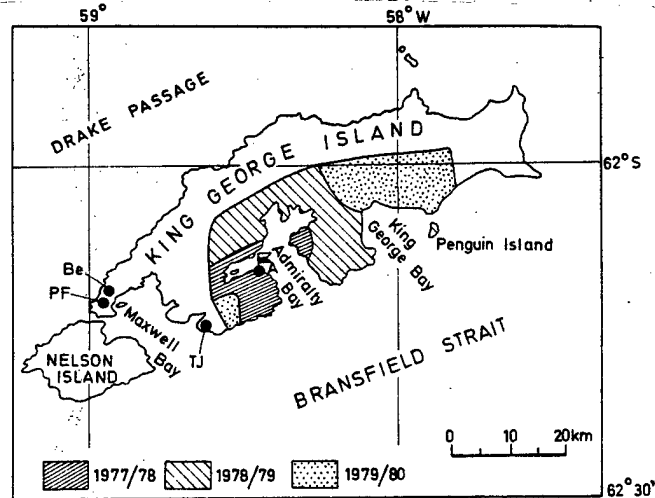 59°
58° W
DRAKE PASSAGE
KING GEORGE ISLAND
62°S
King
George Bay
Penguin Island
Admiralty
Bay
A
Be
PF
Maxwell
Bay
TJ
NELSON
ISLAND
BRANSFIELD STRAIT
0 10 20km
1977/78
1978/79
1979/80
62°30'